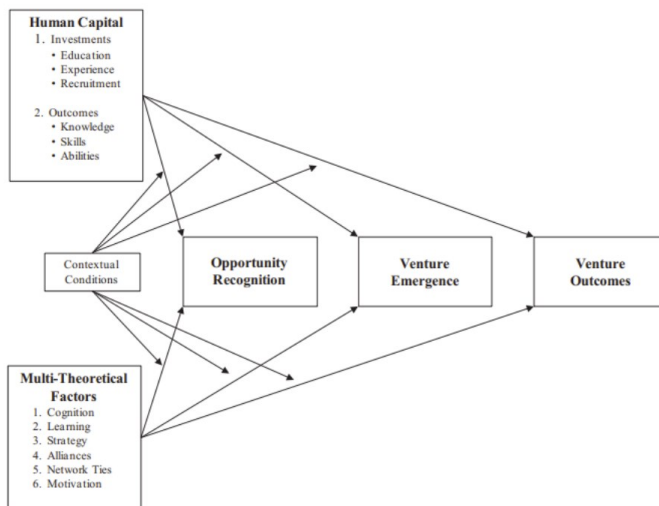 Human Capital
1. Investments
• Education
• Experience
• Recruitment
2. Outcomes
• Knowledge
• Skills
• Abilities
Contextual
Conditions
Opportunity
Recognition
Venture
Emergence
Venture
Outcomes
Multi-Theoretical
Factors
1. Cognition
2. Learning
3. Strategy
4. Alliances
5. Network Ties
6. Motivation